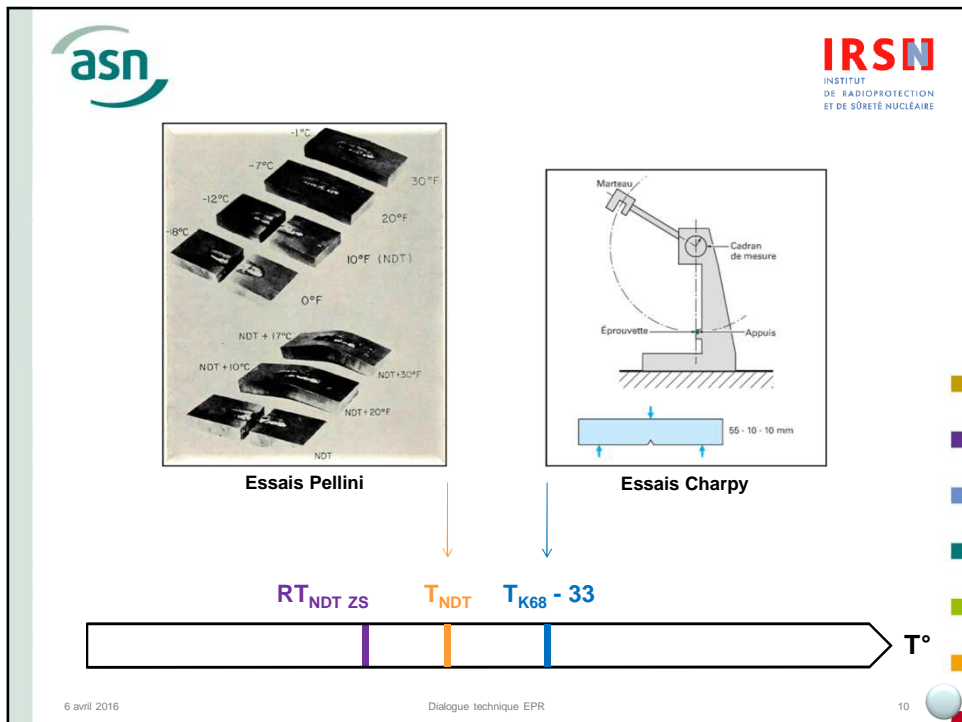 asn
IRSN
INSTITUT
DE RADIOPROTECTION
ET DE SÛRETÉ NUCLÉAIRE
-1°C
-7°C
30°F
-12°C
20°F
-18°C
10°F (NDT)
0°F
NDT + 17°C
NDT + 10°C
NDT+30°F
NDT+20°F
NDT
Marteau
Cadran
de mesure
Éprouvette
Appuis
55 · 10 · 10 mm
Essais Pellini
Essais Charpy
RTNDT ZS
TNDT
TK68 - 33
T°
6 avril 2016
Dialogue technique EPR
10